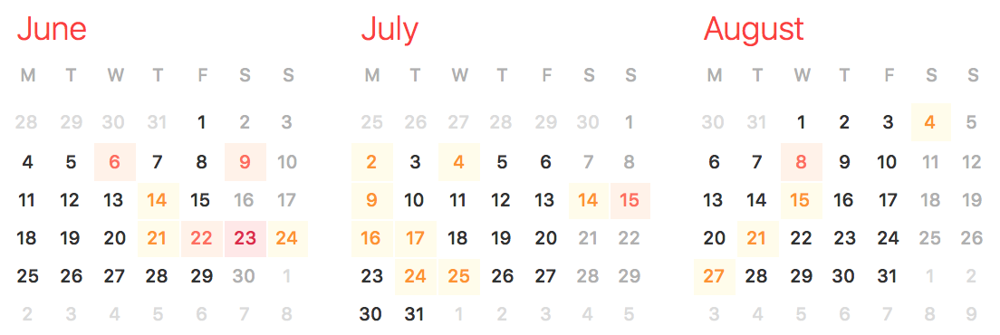 June July August
M T W T F S S M T W T F S S M T W T F S S
28 29 30 31 1 2 3 25 26 27 28 29 30 1 30 31 1 2 3 4 5
4 5 6 7 8 9 10 2 3 4 5 6 7 8 6 7 8 9 10 11 12
11 12 13 14 15 16 17 9 10 11 12 13 14 15 13 14 15 16 17 18 19
18 19 20 21 22 23 24 16 17 18 19 20 21 22 20 21 22 23 24 25 26
25 26 27 28 29 30 1 23 24 25 26 27 28 29 27 28 29 30 31 1 2
2 3 4 5 6 7 8 30 31 1 2 3 4 5 3 4 5 6 7 8 9